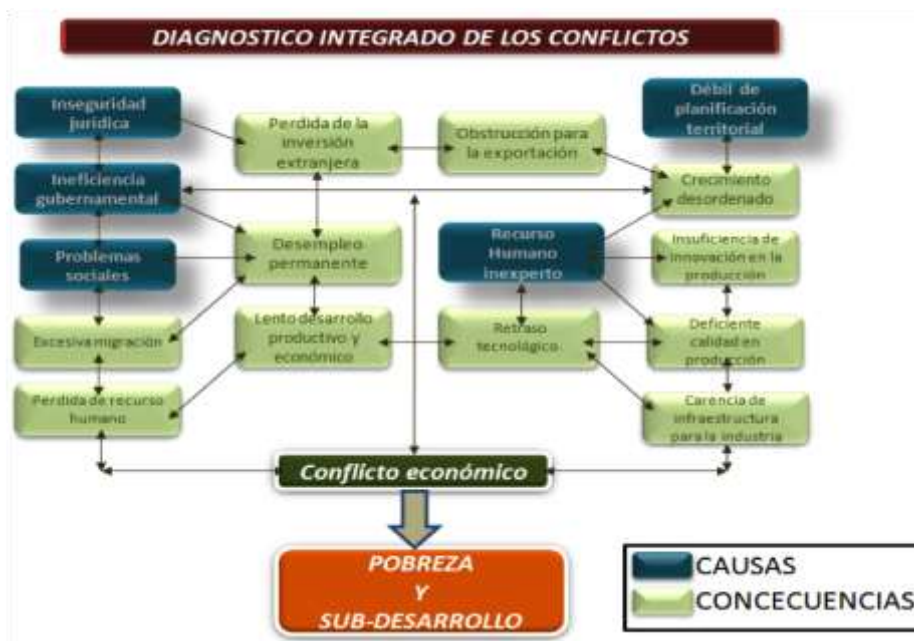 DIAGNOSTICO INTEGRADO DE LOS CONFLICTOS
Inseguridad
jurídica
Perdida de la
inversión
extranjera
Obstrucción para
la exportación
Débil de
planificación
territorial
Ineficiencia
gubernamental
Crecimiento
desordenado
Problemas
sociales
Desempleo
permanente
Recurso
Humano
inexperto
Insuficiencia de
innovación en la
producción
Excesiva migración
Lento desarrollo
productivo y
económico
Retraso
tecnológico.
Deficiente
calidad en
producción
Perdida de recurso
humano
Carencia de
infraestructura
para la industria
Conflicto económico
POBREZA
Y
SUB-DESARROLLO
CAUSAS
CONCECUENCIAS